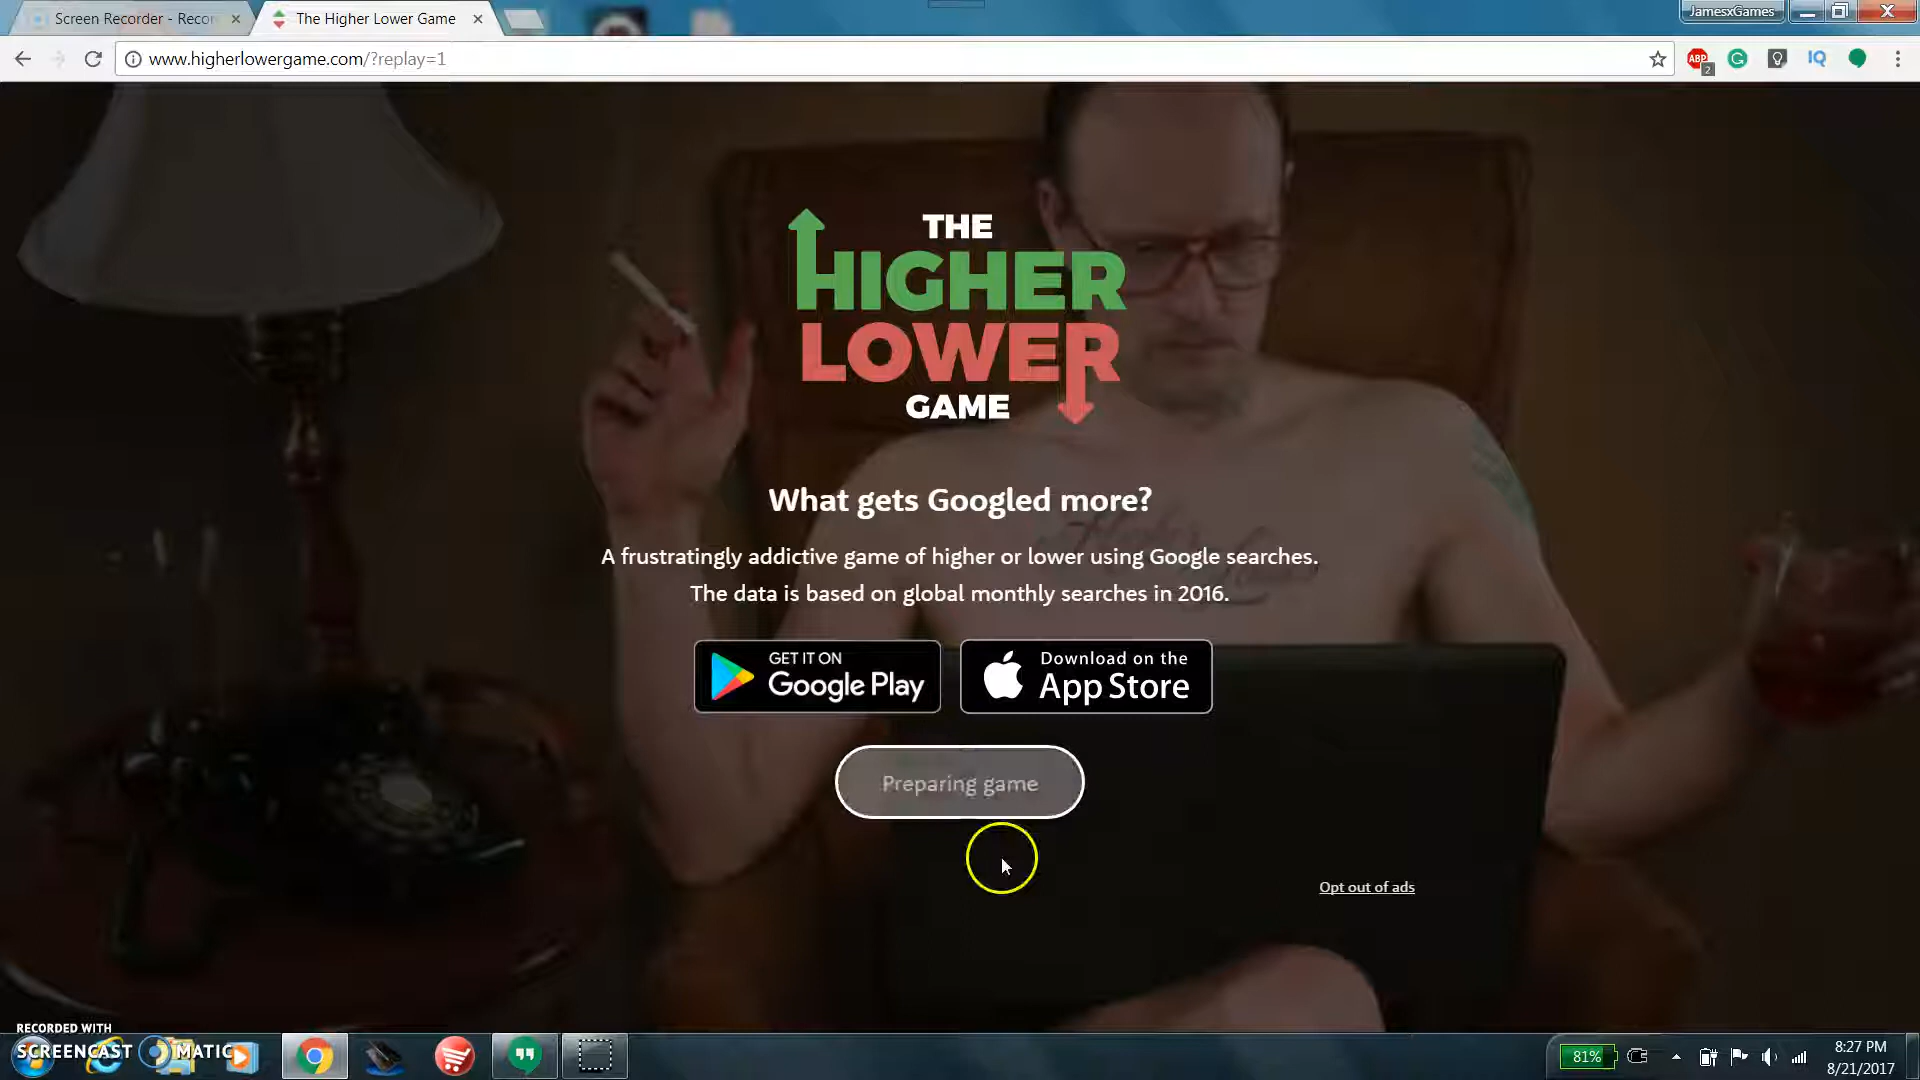 Screen Recorder - Recor
The Higher Lower Game
JamesxGames
www.higherlowergame.com/?replay=1
ABP
2
IQ
THE
HIGHER
LOWER
GAME
What gets Googled more?
A frustratingly addictive game of higher or lower using Google searches.
The data is based on global monthly searches in 2016.
GET IT ON
Google Play
Download on the
App Store
Preparing game
Opt out of ads
RECORDED WITH
SCREENCAST MATIC
81%
8:27 PM
8/21/2017